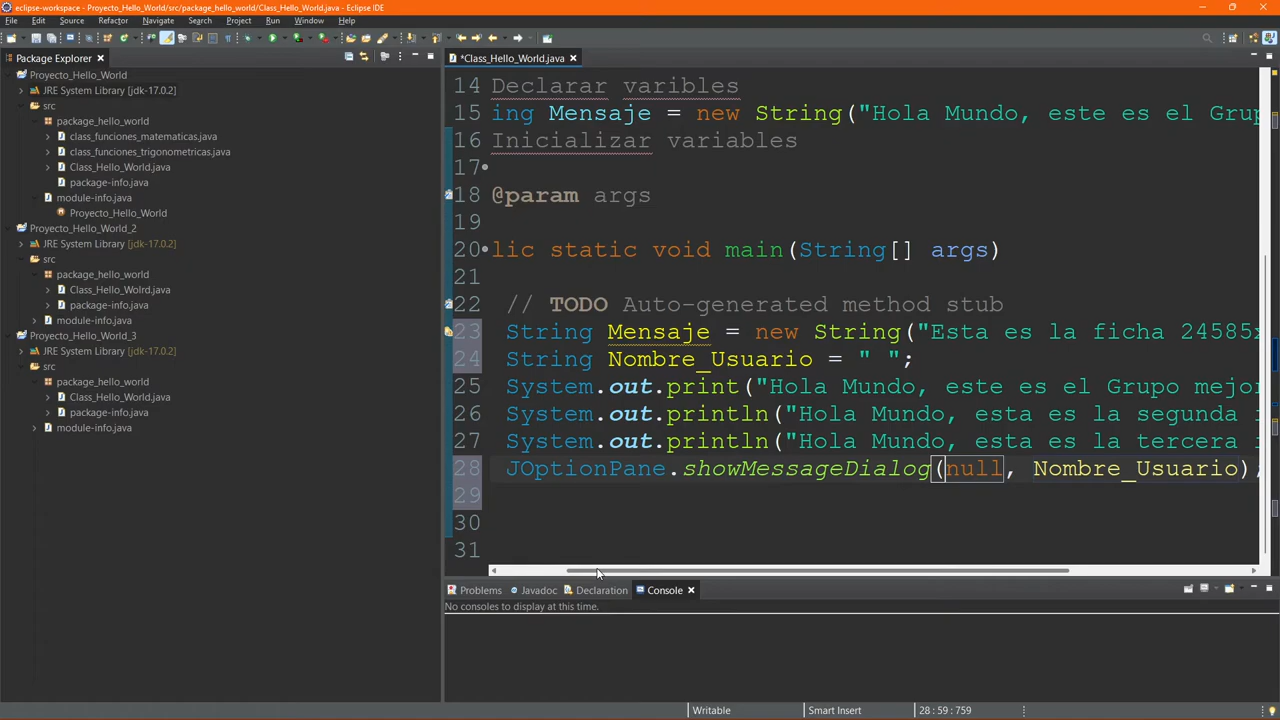 eclipse-workspace - Proyecto_Hello_World/src/package_hello_world/Class_Hello_World.java - Eclipse IDE
File Edit Source Refactor Navigate Search Project Run Window Help
Package Explorer
Proyecto_Hello_World
JRE System Library [jdk-17.0.2]
src
package_hello_world
class_funciones_matematicas.java
class_funciones_trigonometricas.java
Class_Hello_World.java
package-info.java
module-info.java
Proyecto_Hello_World
Proyecto_Hello_World_2
JRE System Library [jdk-17.0.2]
src
package_hello_world
Class_Hello_Wolrd.java
package-info.java
module-info.java
Proyecto_Hello_World_3
JRE System Library [jdk-17.0.2]
src
package_hello_world
Class_Hello_World.java
package-info.java
module-info.java
*Class_Hello_World.java
14 Declarar varibles
15 ing Mensaje = new String("Hola Mundo, este es el Grup
16 Inicializar variables
17
18 @param args
19
20 lic static void main(String[] args)
21
22 // TODO Auto-generated method stub
23 String Mensaje = new String("Esta es la ficha 24585x
24 String Nombre_Usuario = " ";
25 System.out.print("Hola Mundo, este es el Grupo mejor
26 System.out.println("Hola Mundo, esta es la segunda
27 System.out.println("Hola Mundo, esta es la tercera
28 JOptionPane.showMessageDialog(null, Nombre_Usuario);
29
30
31
Problems Javadoc Declaration Console
No consoles to display at this time.
Writable Smart Insert 28 : 59 : 759